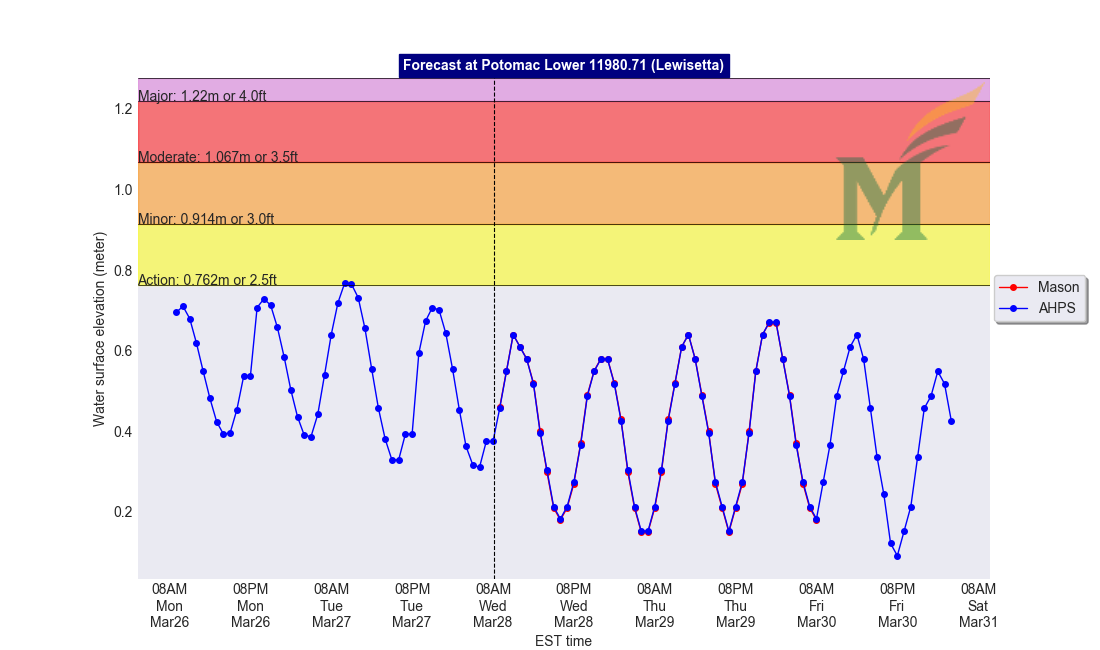 Forecast at Potomac Lower 11980.71 (Lewisetta)
Major: 1.22m or 4.0ft
Moderate: 1.067m or 3.5ft
Minor: 0.914m or 3.0ft
Action: 0.762m or 2.5ft
Water surface elevation (meter)
1.2
1.0
0.8
0.6
0.4
0.2
M
Mason
AHPS
08AM 08PM 08AM 08PM 08AM 08PM 08AM 08PM 08AM 08PM 08AM
Mon Mon Tue Tue Wed Wed Thu Thu Fri Fri Sat
Mar26 Mar26 Mar27 Mar27 Mar28 Mar28 Mar29 Mar29 Mar30 Mar30 Mar31
EST time